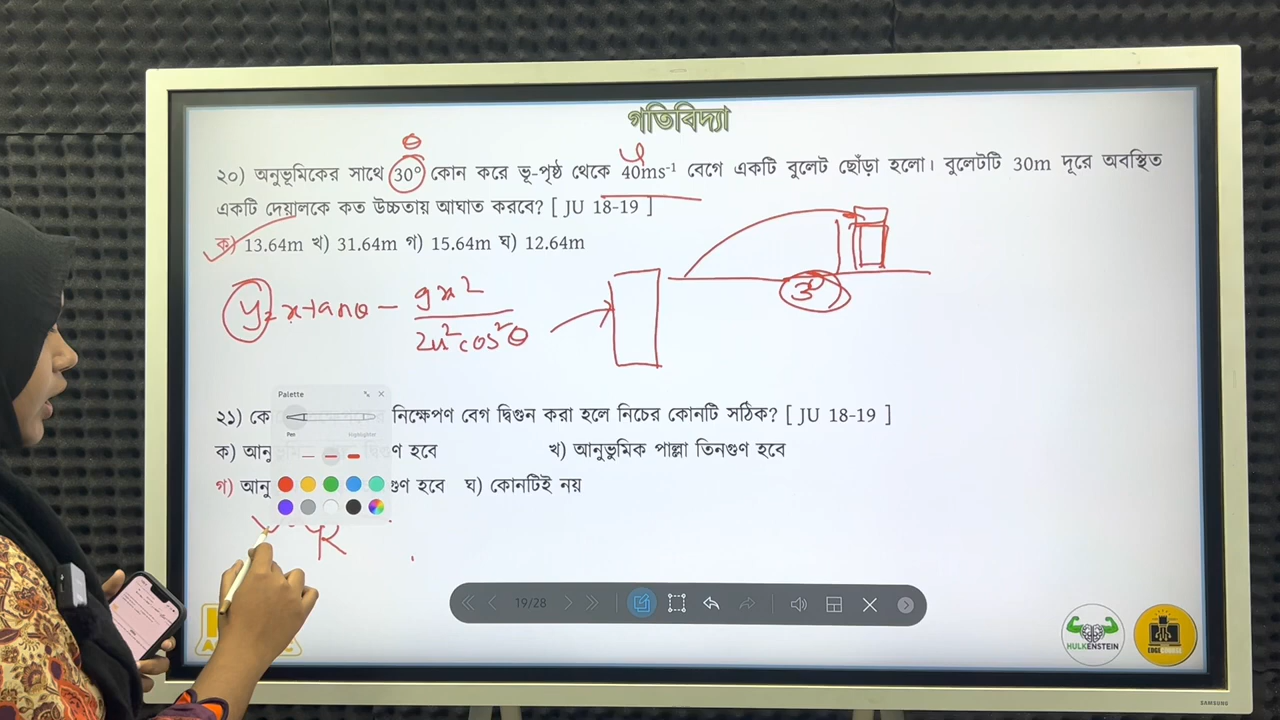 গতিবিদ্যা
θ
u
২০) অনুভূমিকের সাথে 30° কোন করে ভূ-পৃষ্ঠ থেকে 40ms⁻¹ বেগে একটি বুলেট ছোঁড়া হলো। বুলেটটি 30m দূরে অবস্থিত
একটি দেয়ালকে কত উচ্চতায় আঘাত করবে? [ JU 18-19 ]
ক) 13.64m খ) 31.64m গ) 15.64m ঘ) 12.64m
y = x tanθ - gx² / 2u²cos²θ
30
Palette
Pen
Highlighter
২১) কো নিক্ষেপণ বেগ দ্বিগুন করা হলে নিচের কোনটি সঠিক? [ JU 18-19 ]
ক) আনু গুণ হবে খ) আনুভুমিক পাল্লা তিনগুণ হবে
গ) আনু গুণ হবে ঘ) কোনটিই নয়
R
19/28
HULKENSTEIN
EDGECOURSE
SAMSUNG